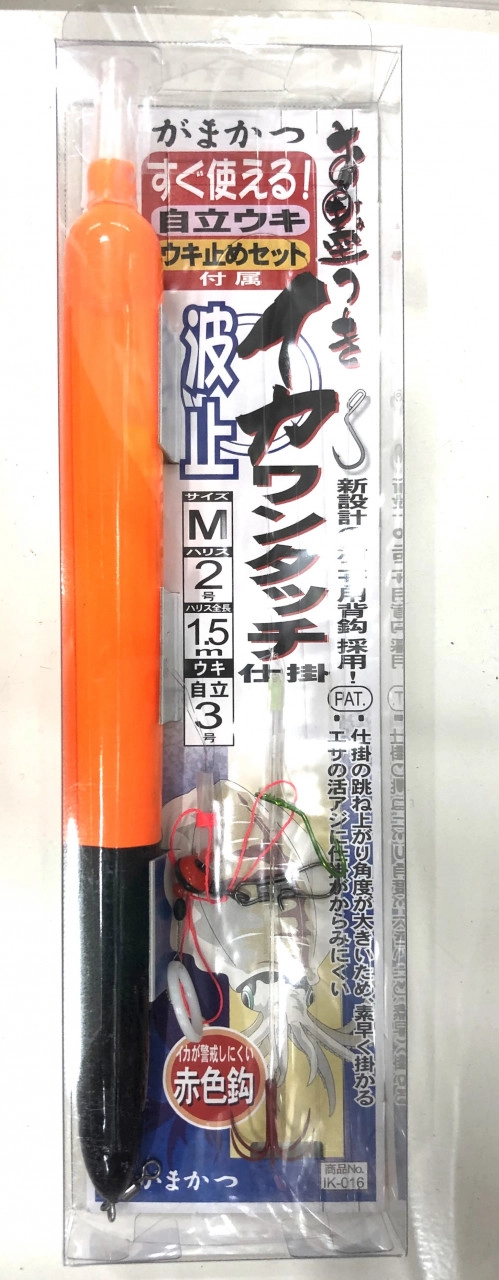 がまかつ
すぐ使える!
自立ウキ
ウキ止めセット
付属
波止
イカワンタッチ
仕掛
サイズ
M
ハリス
2号
ハリス全長
1.5m
ウキ
自立
3号
新設計
用背鈎 採用!
PAT.
・仕掛の跳ね上がり角度が大きいため、素早く掛かる
・エサの活アジに仕掛がからみにくい
イカが警戒しにくい
赤色鈎
がまかつ
商品No.
IK-016